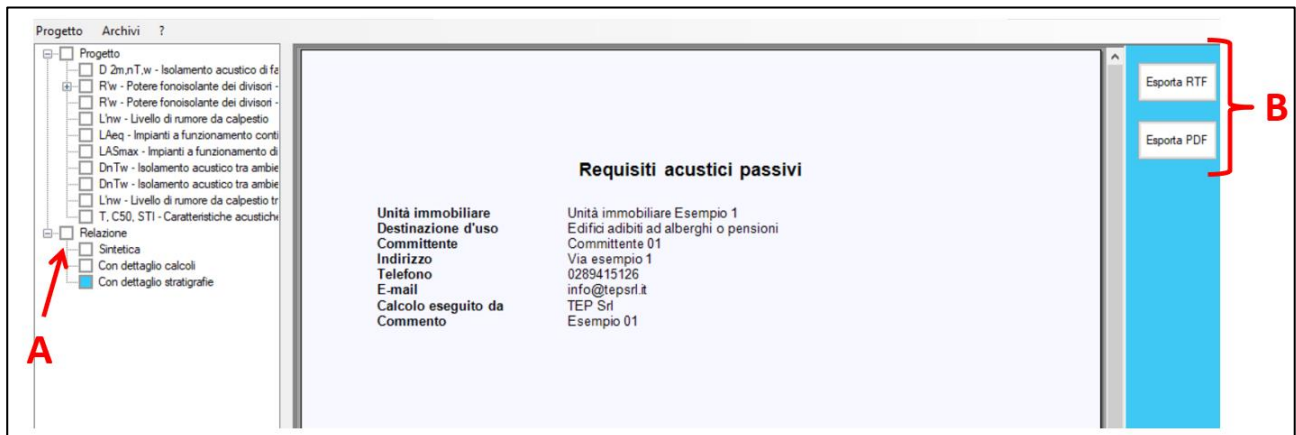 Progetto Archivi ?
Progetto
D 2m,nT,w - Isolamento acustico di fa
R'w - Potere fonoisolante dei divisori -
R'w - Potere fonoisolante dei divisori -
L'nw - Livello di rumore da calpestio
LAeq - Impianti a funzionamento conti
LASmax - Impianti a funzionamento di
DnTw - Isolamento acustico tra ambie
DnTw - Isolamento acustico tra ambie
L'nw - Livello di rumore da calpestio tr
T, C50, STI - Caratteristiche acustiche
Relazione
Sintetica
Con dettaglio calcoli
Con dettaglio stratigrafie
A
Requisiti acustici passivi
Unità immobiliare Unità immobiliare Esempio 1
Destinazione d'uso Edifici adibiti ad alberghi o pensioni
Committente Committente 01
Indirizzo Via esempio 1
Telefono 0289415126
E-mail info@tepsrl.it
Calcolo eseguito da TEP Srl
Commento Esempio 01
Esporta RTF
Esporta PDF
B